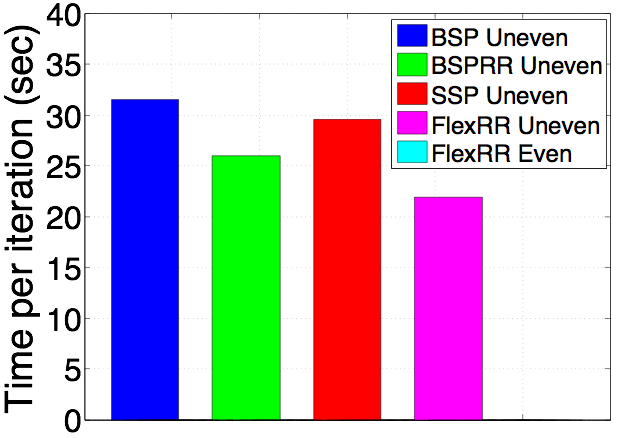 Time per iteration (sec)
40
35
30
25
20
15
10
5
0
BSP Uneven
BSPRR Uneven
SSP Uneven
FlexRR Uneven
FlexRR Even